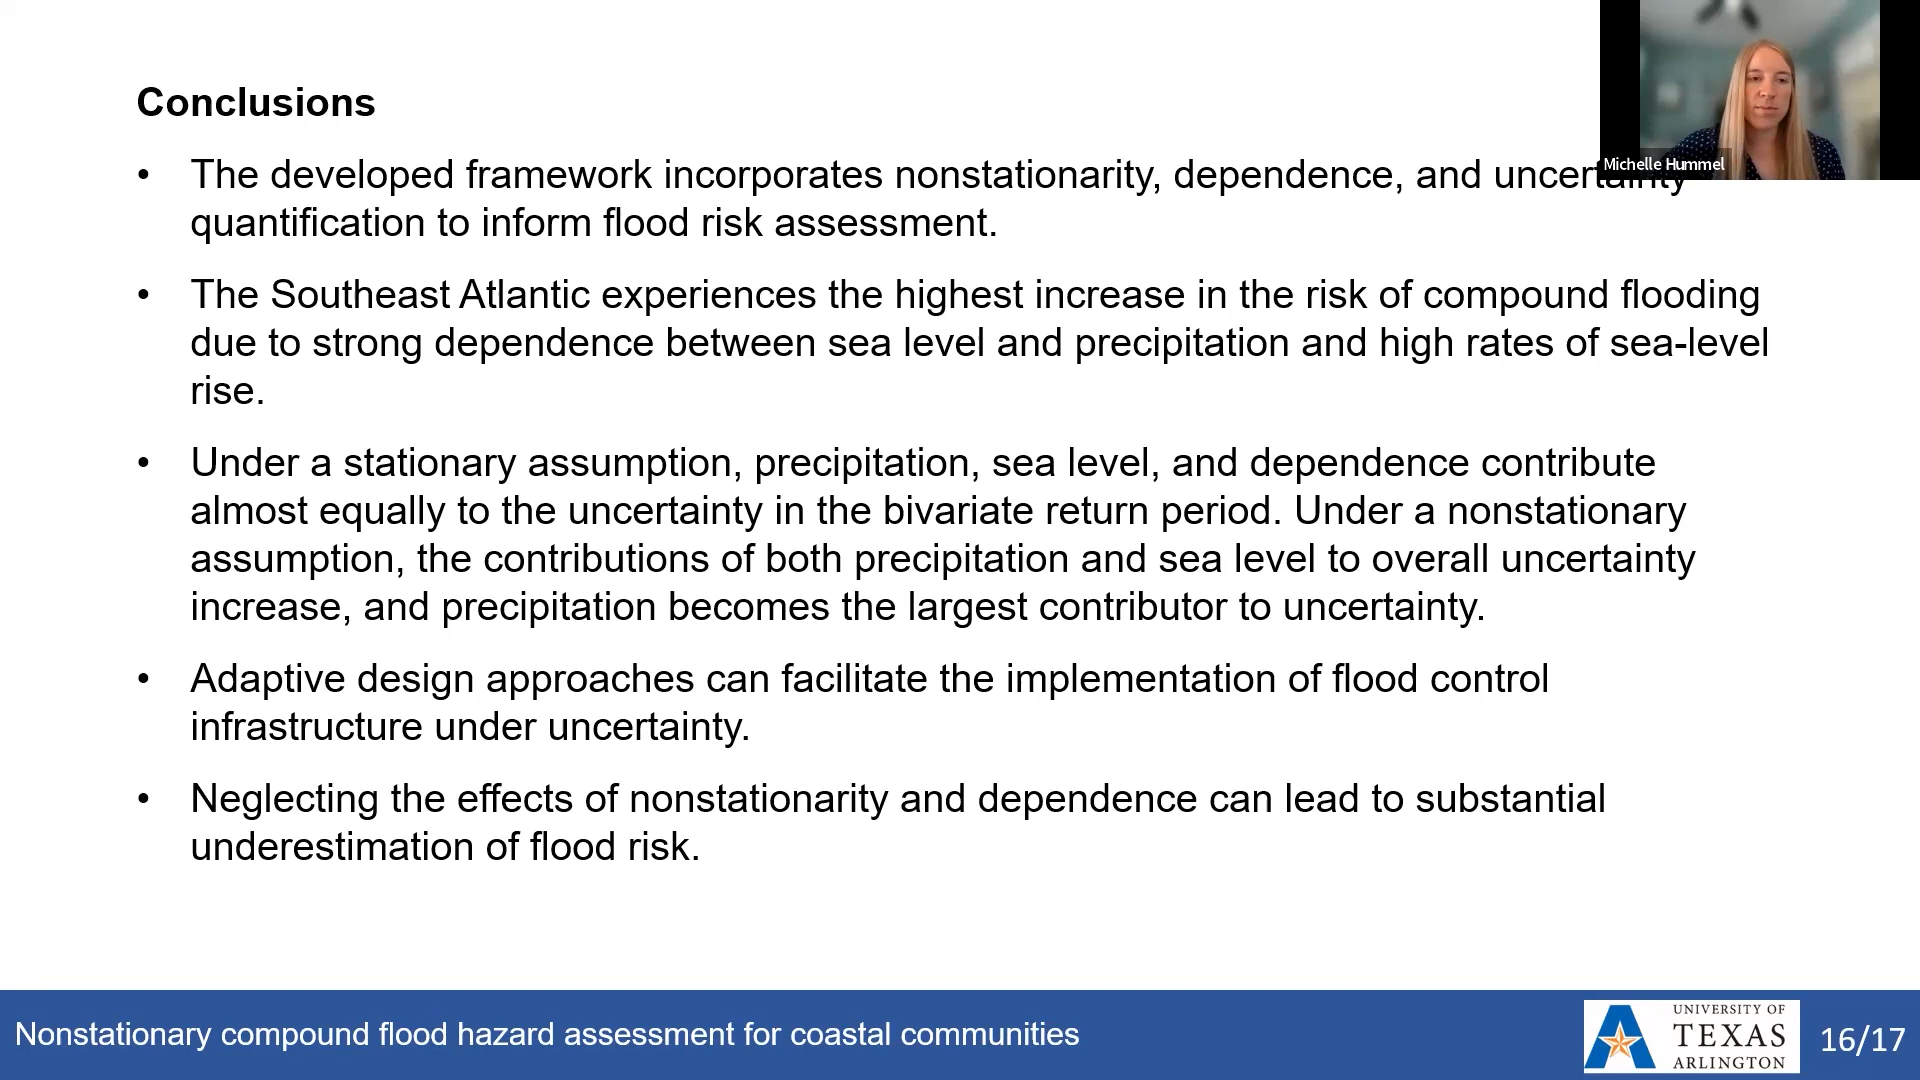 Conclusions
Michelle Hummel
• The developed framework incorporates nonstationarity, dependence, and uncertainty
quantification to inform flood risk assessment.
• The Southeast Atlantic experiences the highest increase in the risk of compound flooding
due to strong dependence between sea level and precipitation and high rates of sea-level
rise.
• Under a stationary assumption, precipitation, sea level, and dependence contribute
almost equally to the uncertainty in the bivariate return period. Under a nonstationary
assumption, the contributions of both precipitation and sea level to overall uncertainty
increase, and precipitation becomes the largest contributor to uncertainty.
• Adaptive design approaches can facilitate the implementation of flood control
infrastructure under uncertainty.
• Neglecting the effects of nonstationarity and dependence can lead to substantial
underestimation of flood risk.
Nonstationary compound flood hazard assessment for coastal communities
UNIVERSITY OF
TEXAS
ARLINGTON
16/17